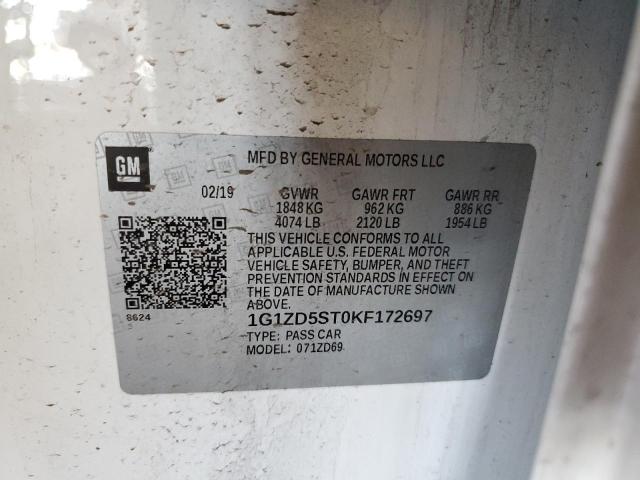 GM
MFD BY GENERAL MOTORS LLC
02/19 GVWR GAWR FRT GAWR RR
1848 KG 962 KG 886 KG
4074 LB 2120 LB 1954 LB
THIS VEHICLE CONFORMS TO ALL
APPLICABLE U.S. FEDERAL MOTOR
VEHICLE SAFETY, BUMPER, AND THEFT
PREVENTION STANDARDS IN EFFECT ON
THE DATE OF MANUFACTURE SHOWN
ABOVE.
8624
1G1ZD5ST0KF172697
TYPE: PASS CAR
MODEL: 071ZD69